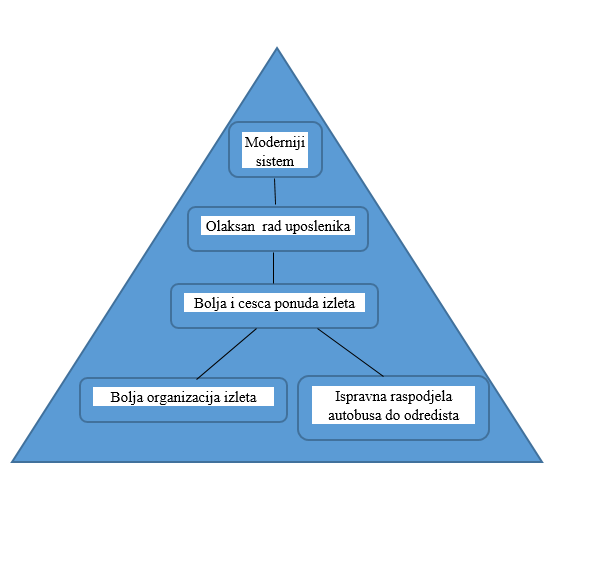 Moderniji
sistem
Olaksan  rad uposlenika
Bolja i cesca ponuda izleta
Bolja organizacija izleta
Ispravna raspodjela
autobusa do odredista